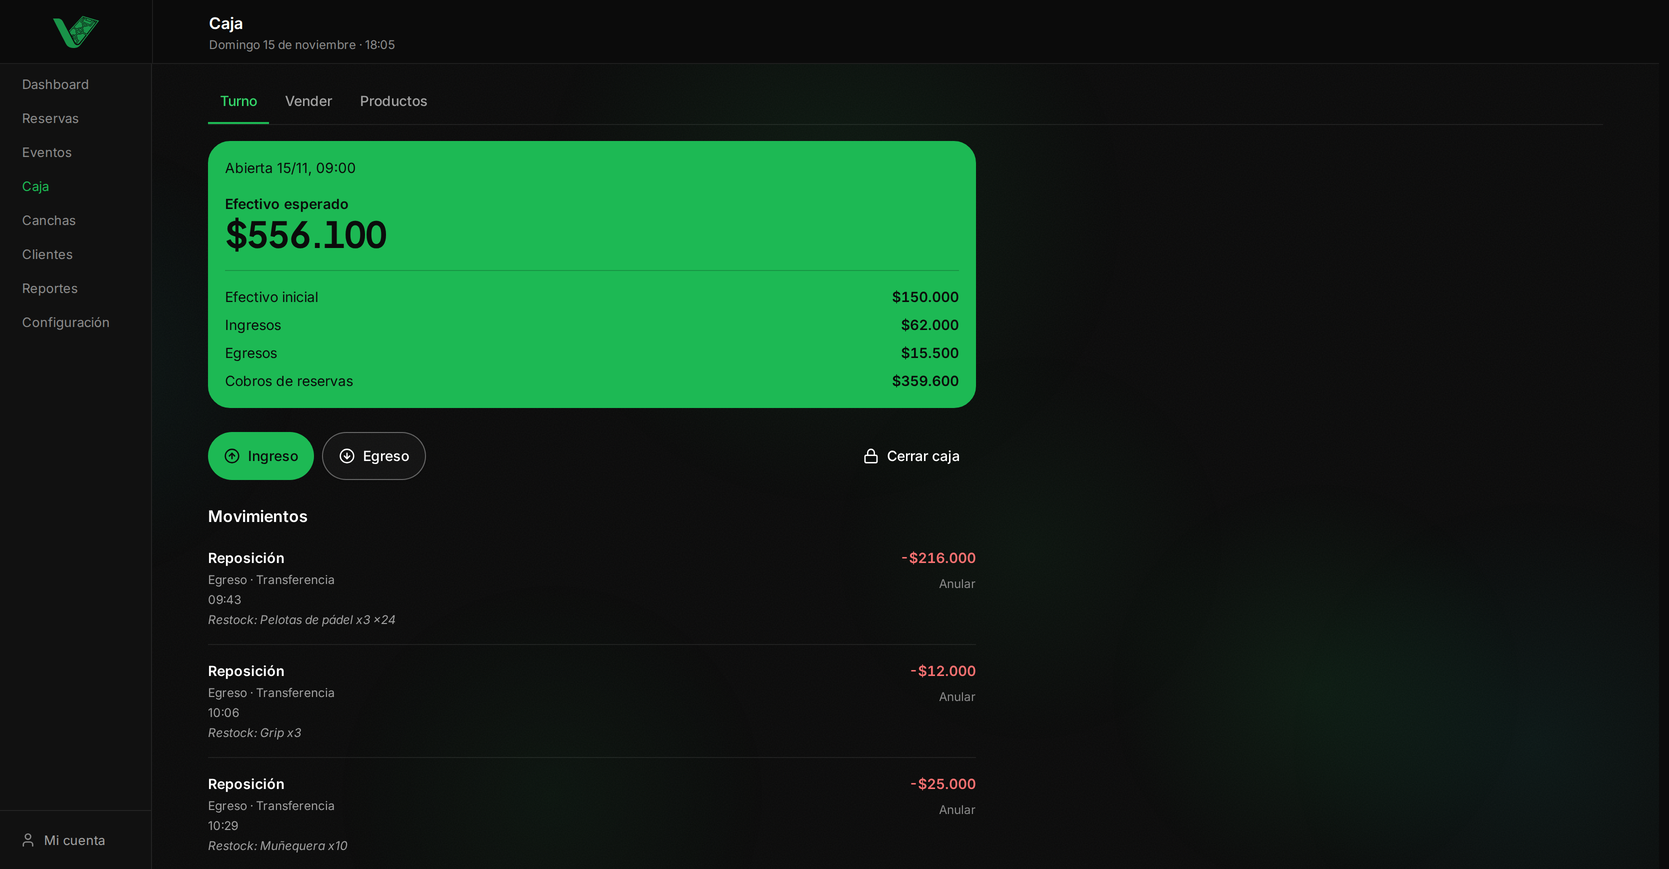 Caja
Domingo 15 de noviembre · 18:05
Dashboard
Reservas
Eventos
Caja
Canchas
Clientes
Reportes
Configuración
Mi cuenta
Turno Vender Productos
Abierta 15/11, 09:00
Efectivo esperado
$556.100
Efectivo inicial $150.000
Ingresos $62.000
Egresos $15.500
Cobros de reservas $359.600
Ingreso Egreso Cerrar caja
Movimientos
Reposición -$216.000
Egreso · Transferencia Anular
09:43
Restock: Pelotas de pádel x3 ×24
Reposición -$12.000
Egreso · Transferencia Anular
10:06
Restock: Grip x3
Reposición -$25.000
Egreso · Transferencia Anular
10:29
Restock: Muñequera x10